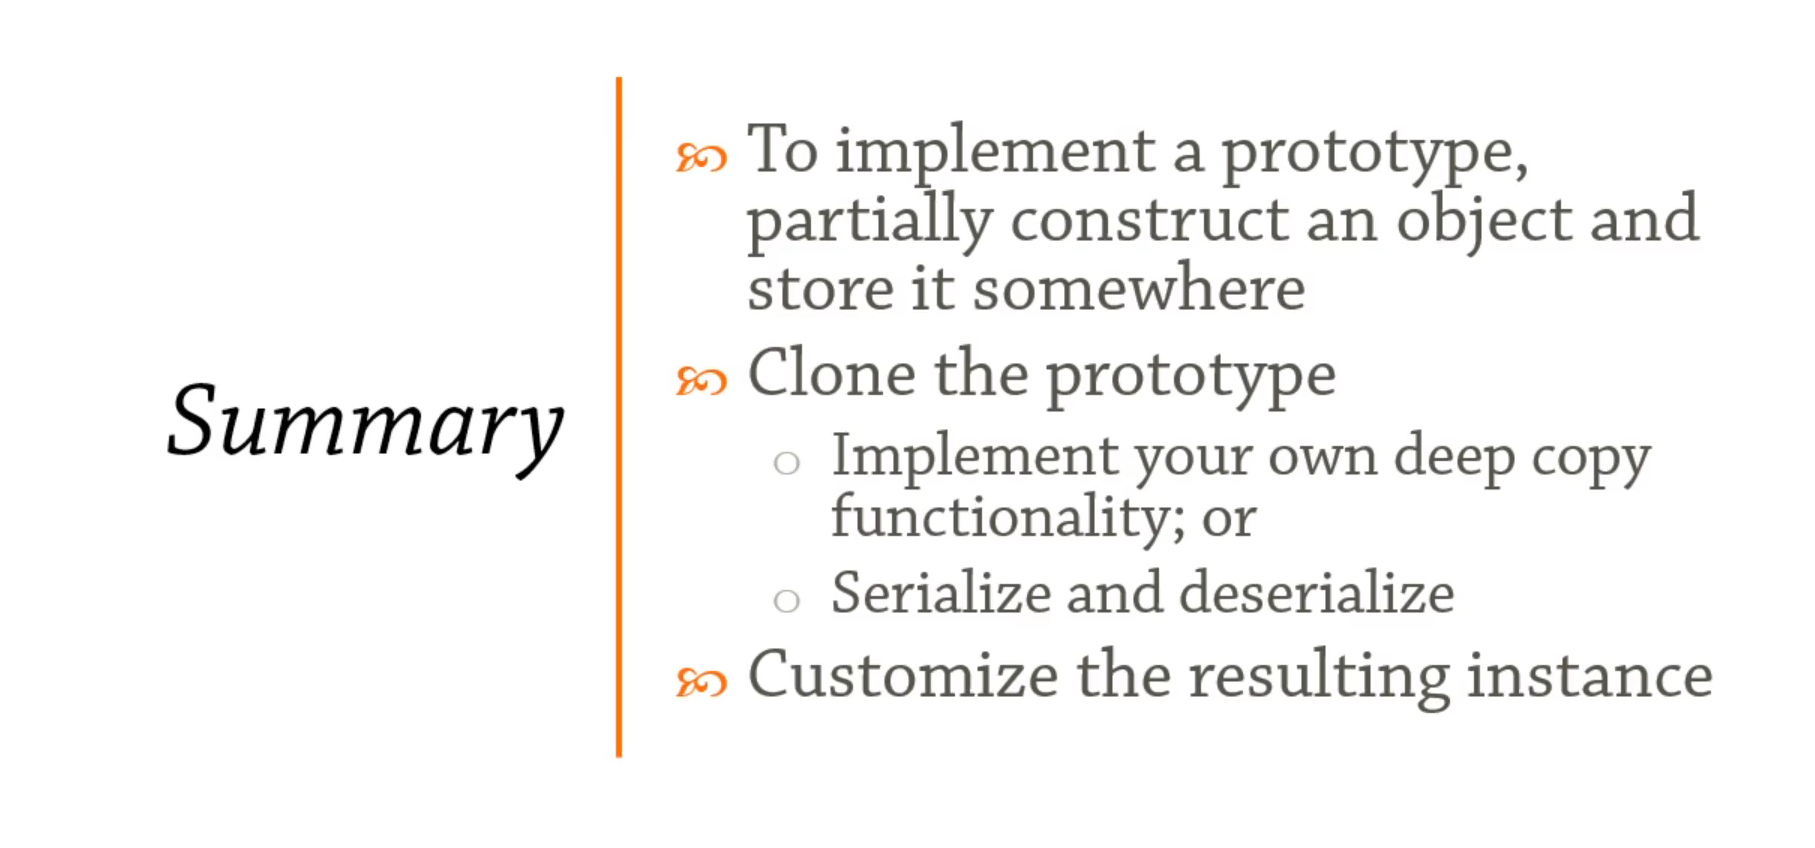 Summary
To implement a prototype,
partially construct an object and
store it somewhere
Clone the prototype
Implement your own deep copy
functionality; or
Serialize and deserialize
Customize the resulting instance